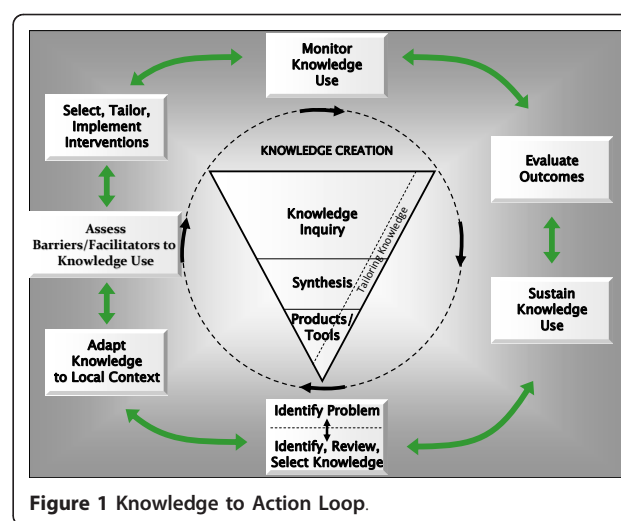 Monitor
Knowledge
Use
Select, Tailor,
Implement
Interventions
KNOWLEDGE CREATION
Evaluate
Outcomes
Knowledge
Inquiry
Tailoring Knowledge
Assess
Barriers/Facilitators to
Knowledge Use
Synthesis
Sustain
Knowledge
Use
Products/
Tools
Adapt
Knowledge
to Local Context
Identify Problem
Identify, Review,
Select Knowledge
Figure 1 Knowledge to Action Loop.